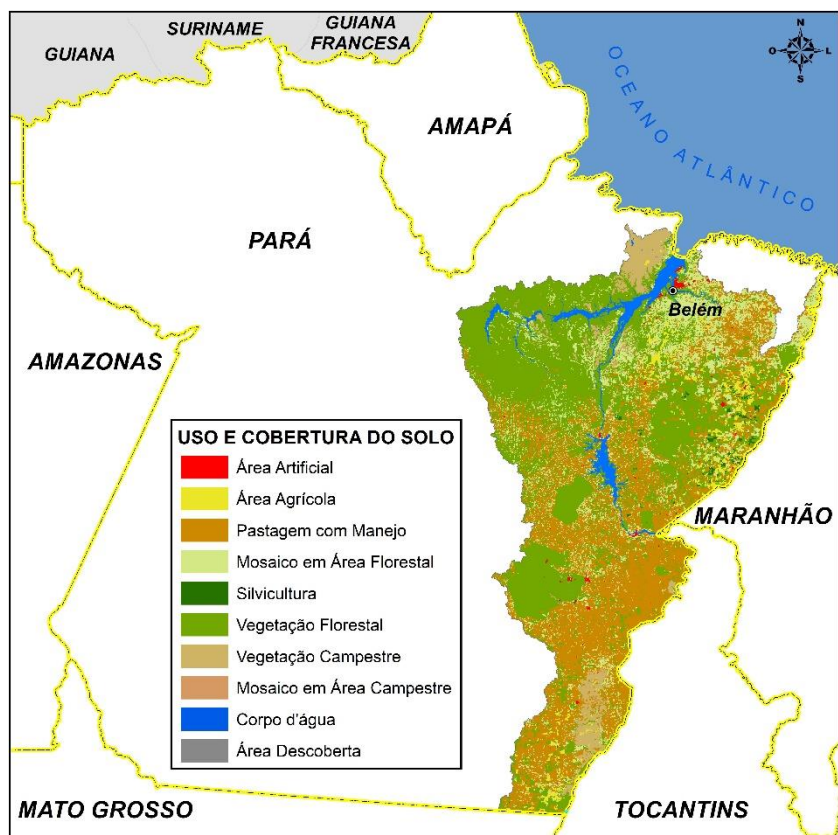 GUIANA
SURINAME
GUIANA
FRANCESA
N
O
L
S
OCEANO ATLÂNTICO
AMAPÁ
PARÁ
Belém
AMAZONAS
MARANHÃO
USO E COBERTURA DO SOLO
Área Artificial
Área Agrícola
Pastagem com Manejo
Mosaico em Área Florestal
Silvicultura
Vegetação Florestal
Vegetação Campestre
Mosaico em Área Campestre
Corpo d'água
Área Descoberta
MATO GROSSO
TOCANTINS